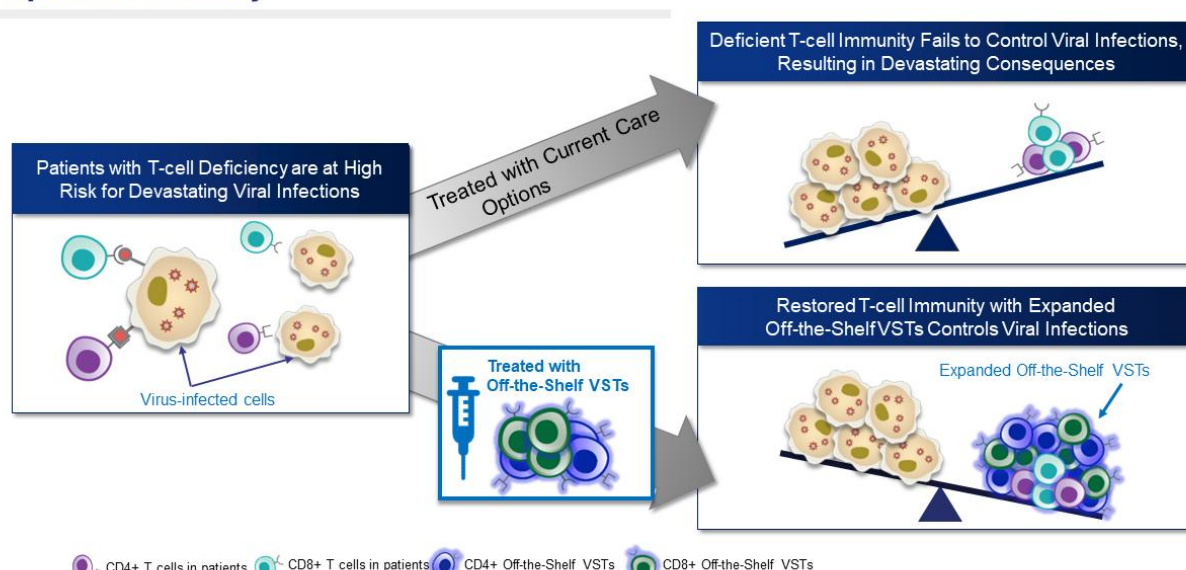 Deficient T-cell Immunity Fails to Control Viral Infections,
Resulting in Devastating Consequences
Patients with T-cell Deficiency are at High
Risk for Devastating Viral Infections
Virus-infected cells
Treated with Current Care
Options
Treated with
Off-the-Shelf VSTs
Restored T-cell Immunity with Expanded
Off-the-Shelf VSTs Controls Viral Infections
Expanded Off-the-Shelf VSTs
CD4+ T cells in patients CD8+ T cells in patients CD4+ Off-the-Shelf VSTs CD8+ Off-the-Shelf VSTs